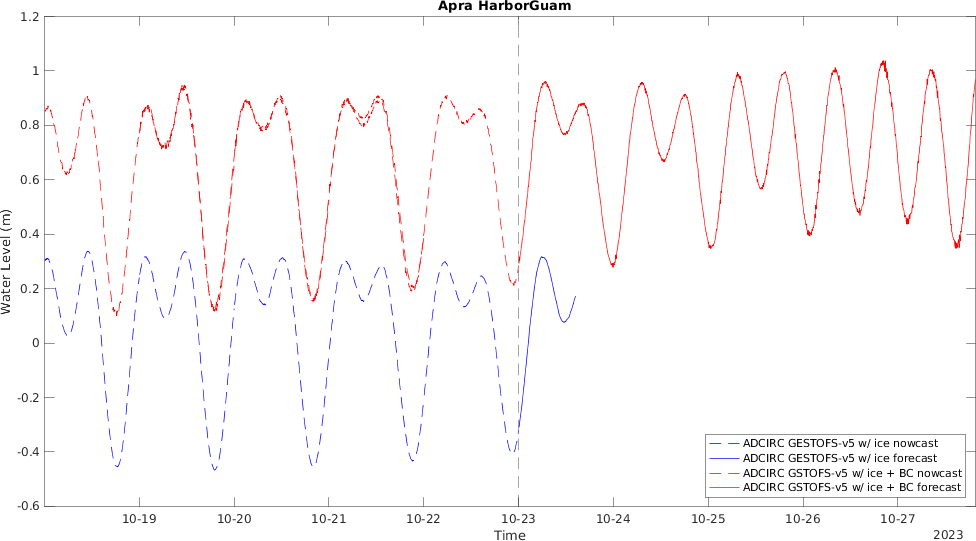 Apra HarborGuam
1.2
1
0.8
0.6
0.4
0.2
0
-0.2
-0.4
-0.6
Water Level (m)
ADCIRC GESTOFS-v5 w/ ice nowcast
ADCIRC GESTOFS-v5 w/ ice forecast
ADCIRC GSTOFS-v5 w/ ice + BC nowcast
ADCIRC GSTOFS-v5 w/ ice + BC forecast
10-19 10-20 10-21 10-22 10-23 10-24 10-25 10-26 10-27
Time
2023